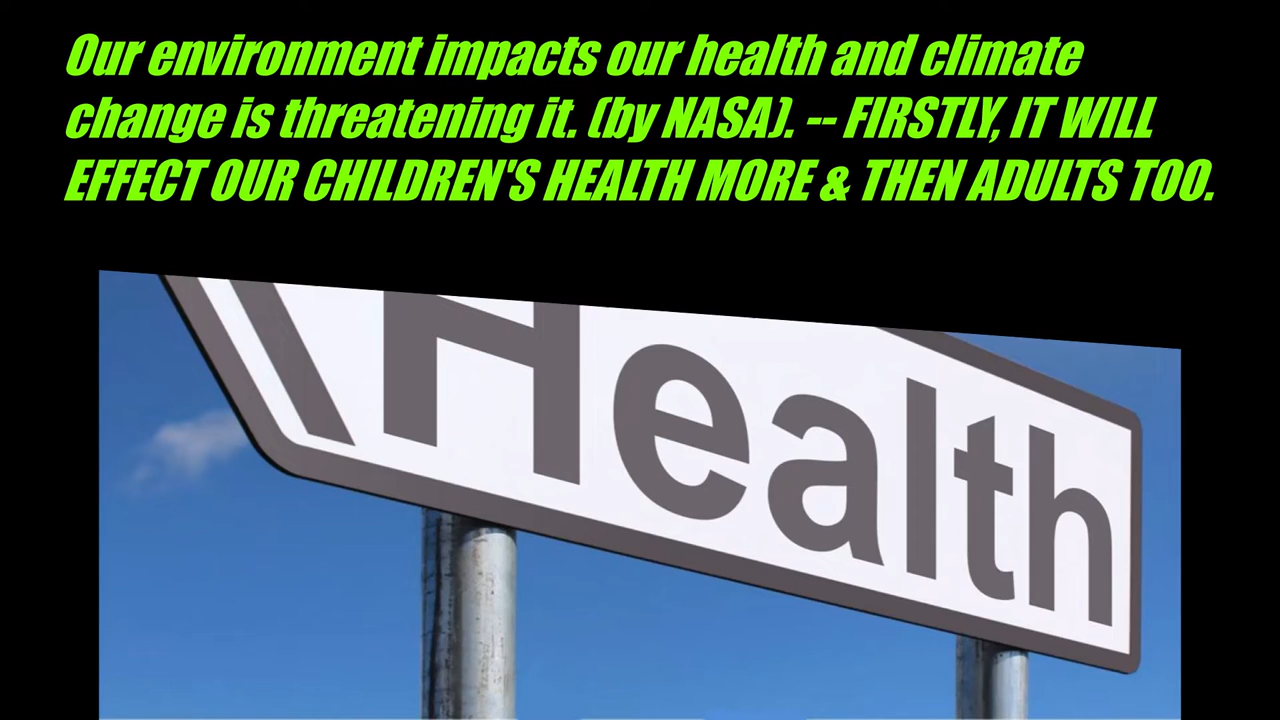 Our environment impacts our health and climate
change is threatening it. (by NASA). -- FIRSTLY, IT WILL
EFFECT OUR CHILDREN'S HEALTH MORE & THEN ADULTS TOO.
Health